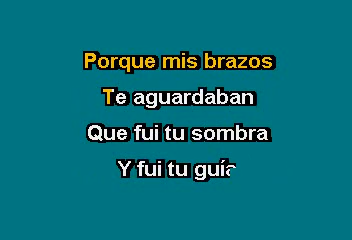 Porque mis brazos
Te aguardaban
Que fui tu sombra
Y fui tu guía